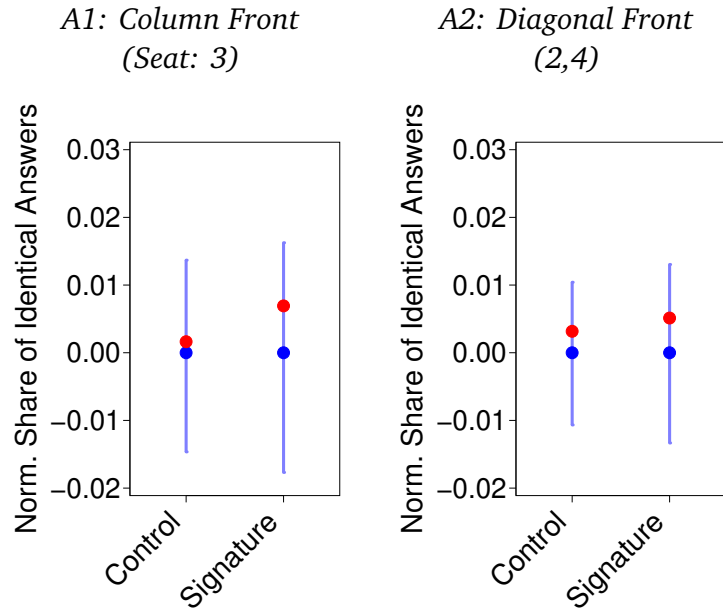 A1: Column Front
(Seat: 3)
Norm. Share of Identical Answers
0.03
0.02
0.01
0.00
−0.01
−0.02
Control
Signature
A2: Diagonal Front
(2,4)
Norm. Share of Identical Answers
0.03
0.02
0.01
0.00
−0.01
−0.02
Control
Signature